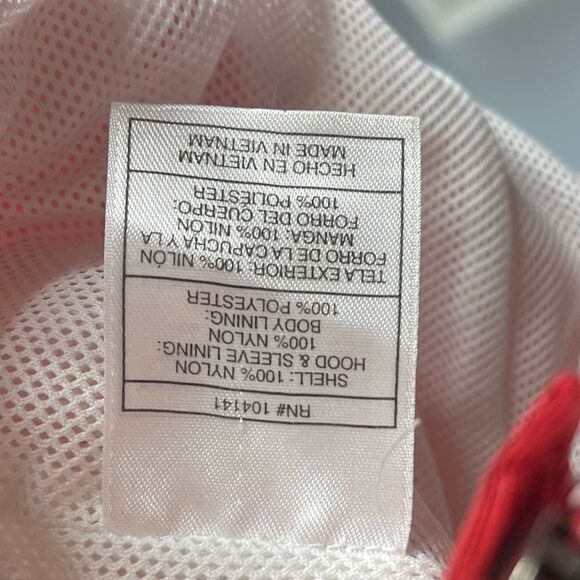 RN# 104141
SHELL: 100% NYLON
HOOD & SLEEVE LINING:
100% NYLON
BODY LINING:
100% POLYESTER
TELA EXTERIOR: 100% NILÓN
FORRO DE LA CAPUCHA Y LA
MANGA: 100% NILON
FORRO DEL CUERPO:
100% POLIESTER
HECHO EN VIETNAM
MADE IN VIETNAM